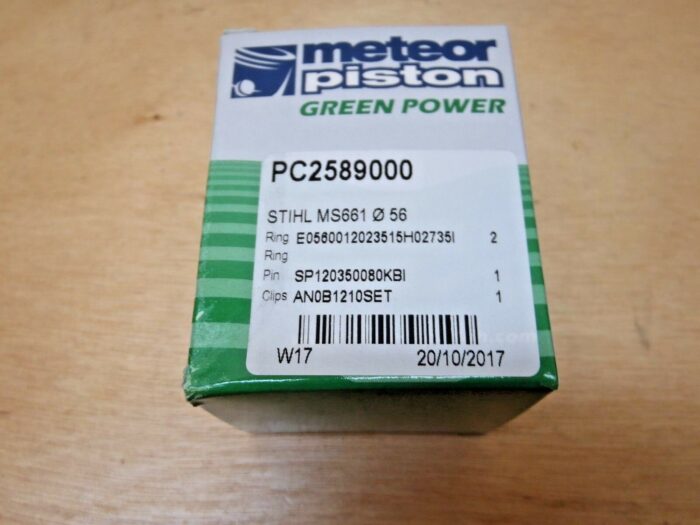 meteor
piston
GREEN POWER
PC2589000
STIHL MS661 Ø 56
Ring E0560012023515H02735I 2
Ring
Pin SP120350080KBI 1
Clips AN0B1210SET 1
W17 20/10/2017